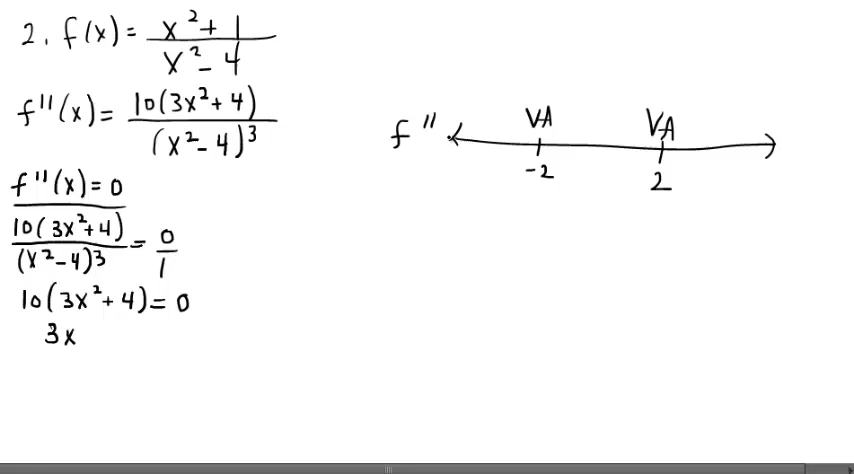 2. f(x) = x²+1 / x²-4
f''(x) = 10(3x²+4) / (x²-4)³
f''(x) = 0
10(3x²+4) / (x²-4)³ = 0 / 1
10(3x²+4) = 0
3x
VA VA
f''
-2 2